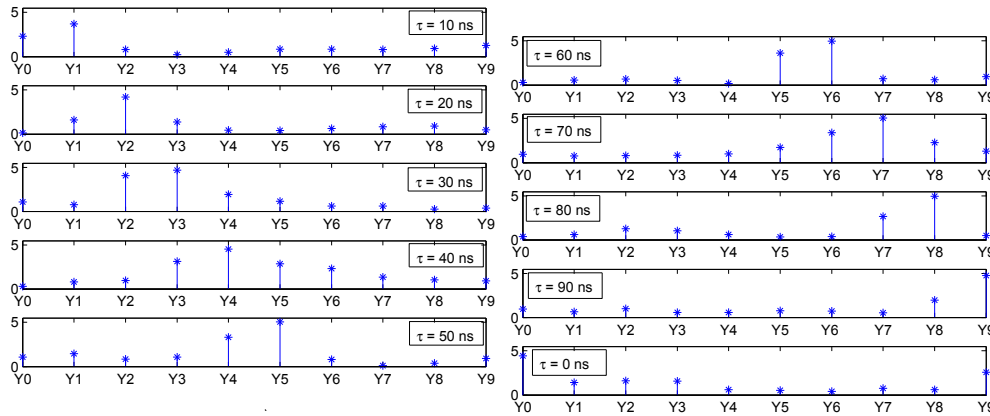 5
τ = 10 ns
0
Y0 Y1 Y2 Y3 Y4 Y5 Y6 Y7 Y8 Y9
5
τ = 20 ns
0
Y0 Y1 Y2 Y3 Y4 Y5 Y6 Y7 Y8 Y9
5
τ = 30 ns
0
Y0 Y1 Y2 Y3 Y4 Y5 Y6 Y7 Y8 Y9
5
τ = 40 ns
0
Y0 Y1 Y2 Y3 Y4 Y5 Y6 Y7 Y8 Y9
5
τ = 50 ns
0
Y0 Y1 Y2 Y3 Y4 Y5 Y6 Y7 Y8 Y9
5
τ = 60 ns
0
Y0 Y1 Y2 Y3 Y4 Y5 Y6 Y7 Y8 Y9
5
τ = 70 ns
0
Y0 Y1 Y2 Y3 Y4 Y5 Y6 Y7 Y8 Y9
5
τ = 80 ns
0
Y0 Y1 Y2 Y3 Y4 Y5 Y6 Y7 Y8 Y9
5
τ = 90 ns
0
Y0 Y1 Y2 Y3 Y4 Y5 Y6 Y7 Y8 Y9
5
τ = 0 ns
0
Y0 Y1 Y2 Y3 Y4 Y5 Y6 Y7 Y8 Y9